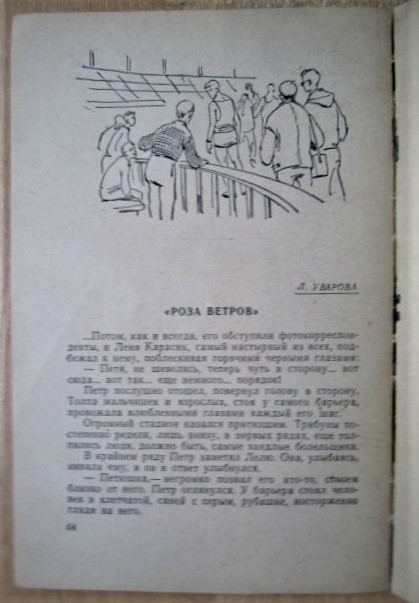 Л. УВАРОВА
«РОЗА ВЕТРОВ»
...Потом, как и всегда, его обступили фотокорреспон-
денты, и Леня Карасик, самый настырный из всех, под-
бежал к нему, поблескивая горячими черными глазами:
— Петя, не шевелись, теперь чуть в сторону... вот
сюда... вот так... еще немного... порядок!
Петр послушно отошел, повернул голову в сторону.
Толпа мальчишек и взрослых, стоя у самого барьера,
провожала влюбленными глазами каждый его шаг.
Огромный стадион казался притихшим. Трибуны по-
степенно редели, лишь внизу, в первых рядах, еще тол-
пились люди, должно быть, самые заядлые болельщики.
В крайнем ряду Петр заметил Лелю. Она, улыбаясь,
кивала ему, и он в ответ улыбнулся.
— Петюшка,— негромко позвал его кто-то, совсем
близко от него. Петр оглянулся. У барьера стоял чело-
век в клетчатой, синей с серым, рубашке, восторженно
глядя на него.
64